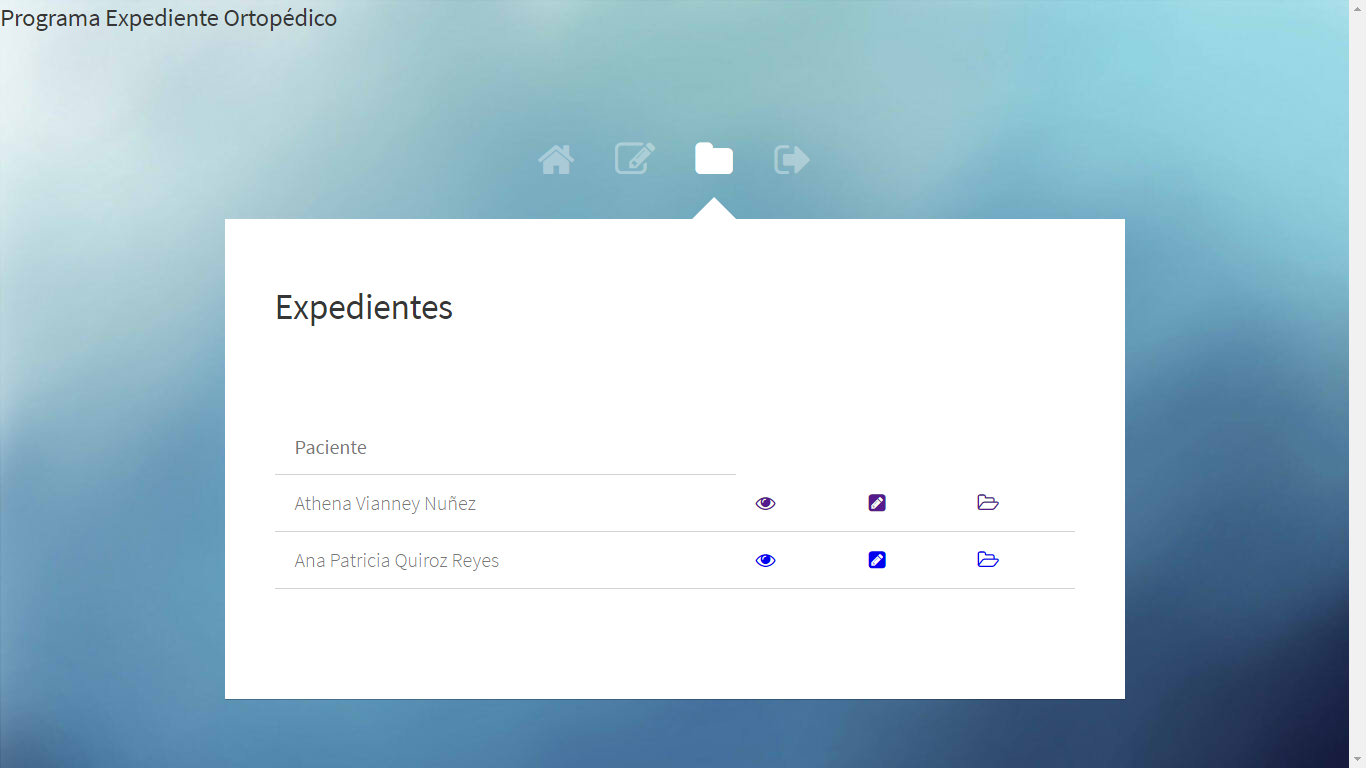 Programa Expediente Ortopédico
Expedientes
Paciente
Athena Vianney Nuñez
Ana Patricia Quiroz Reyes